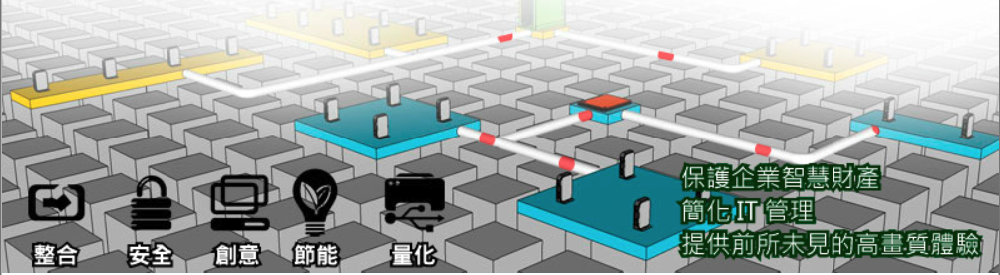 保護企業智慧財產
簡化 IT 管理
提供前所未見的高畫質體驗
整合 安全 創意 節能 量化